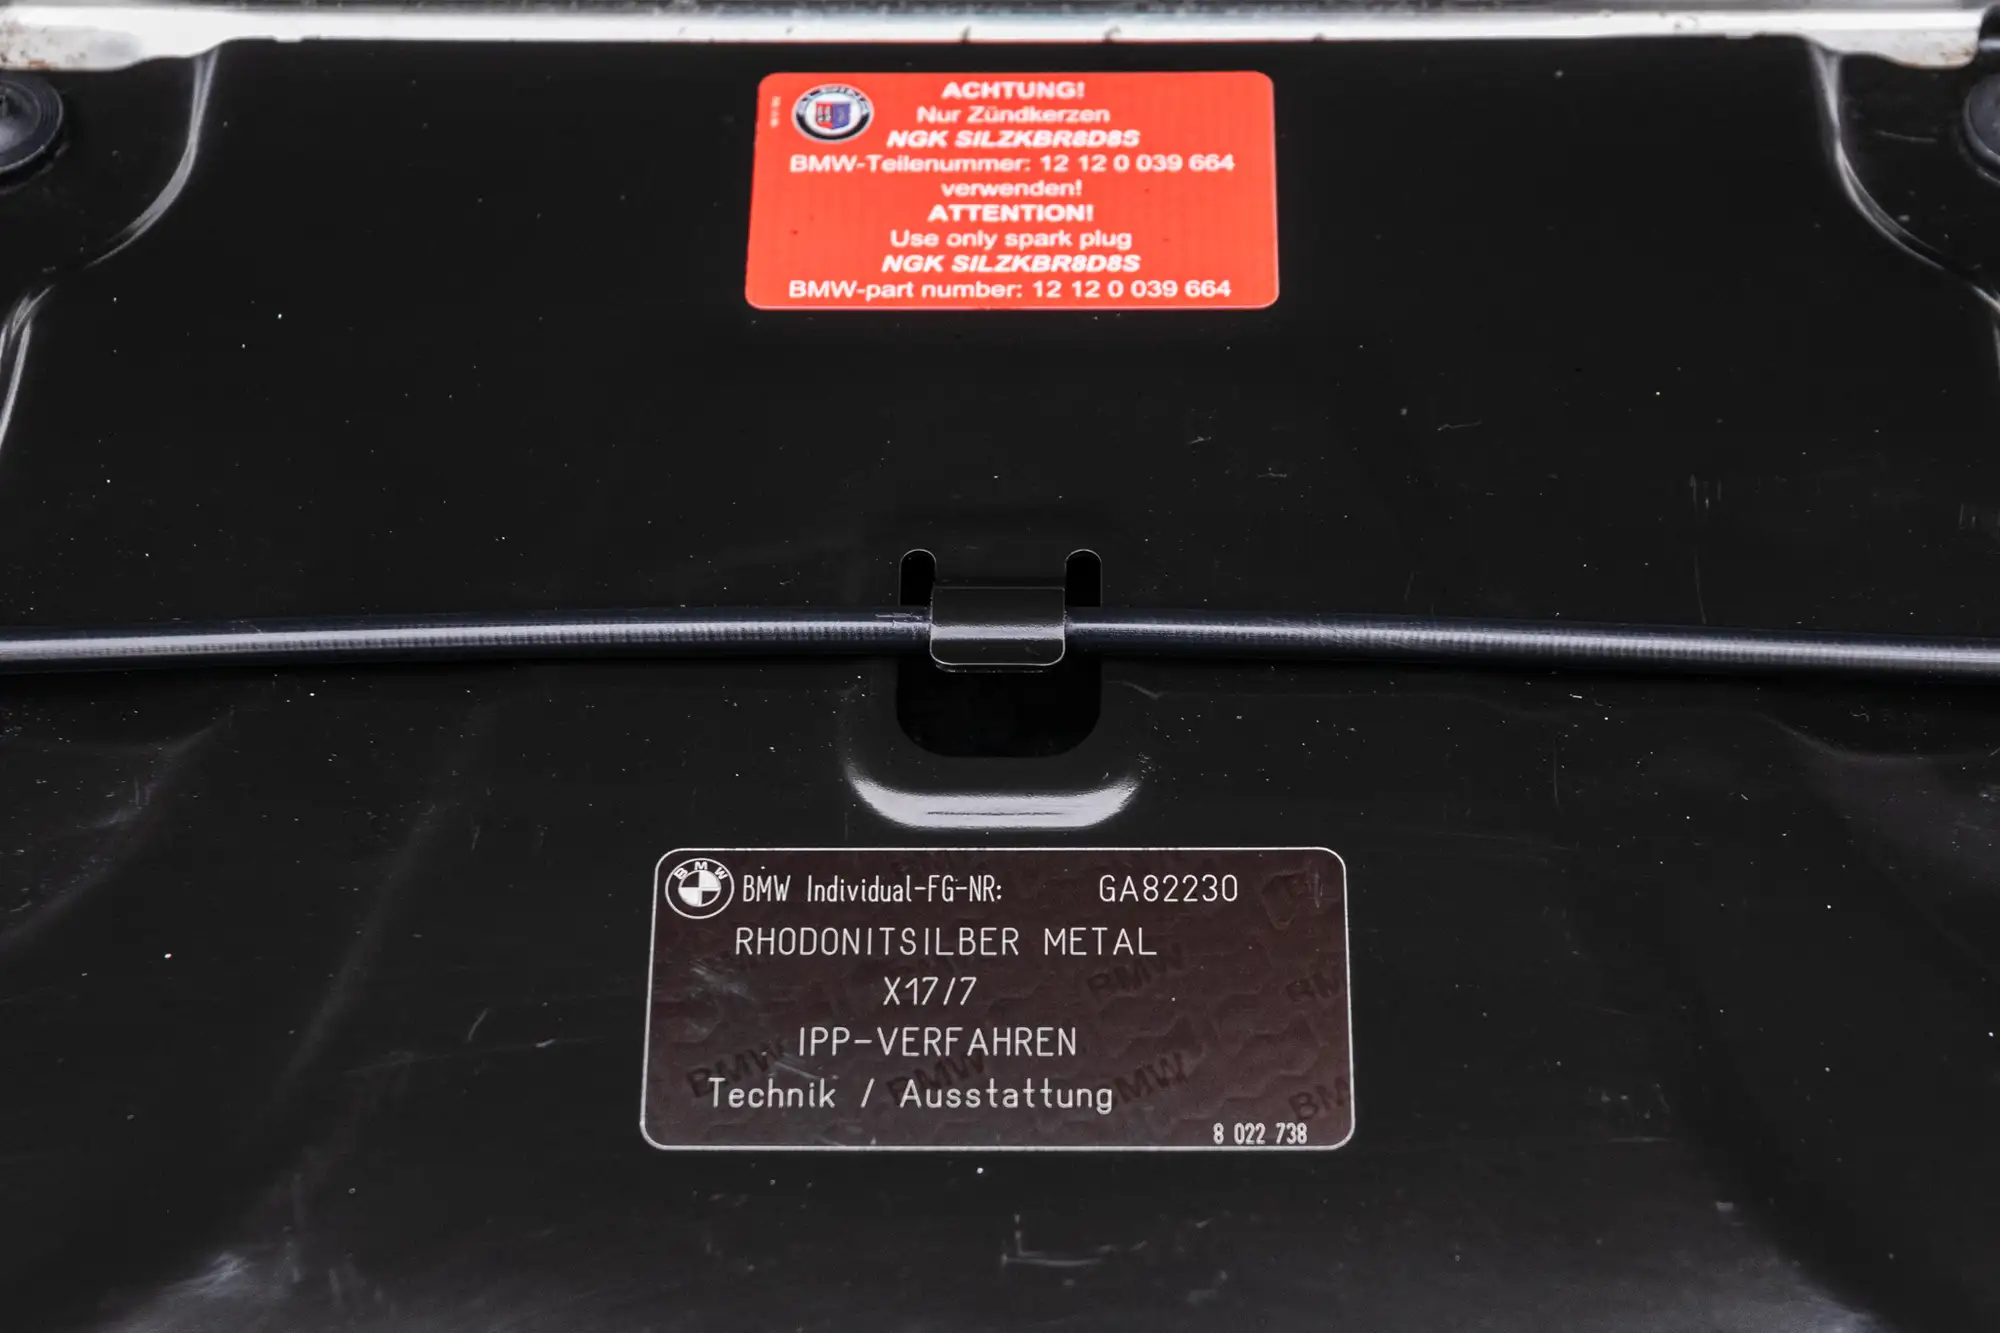 ACHTUNG!
Nur Zündkerzen
NGK SILZKBR8D8S
BMW-Teilenummer: 12 12 0 039 664
verwenden!
ATTENTION!
Use only spark plug
NGK SILZKBR8D8S
BMW-part number: 12 12 0 039 664
BMW
BMW Individual-FG-NR: GA82230
RHODONITSILBER METAL
X17/7
IPP-VERFAHREN
Technik / Ausstattung
8 022 738